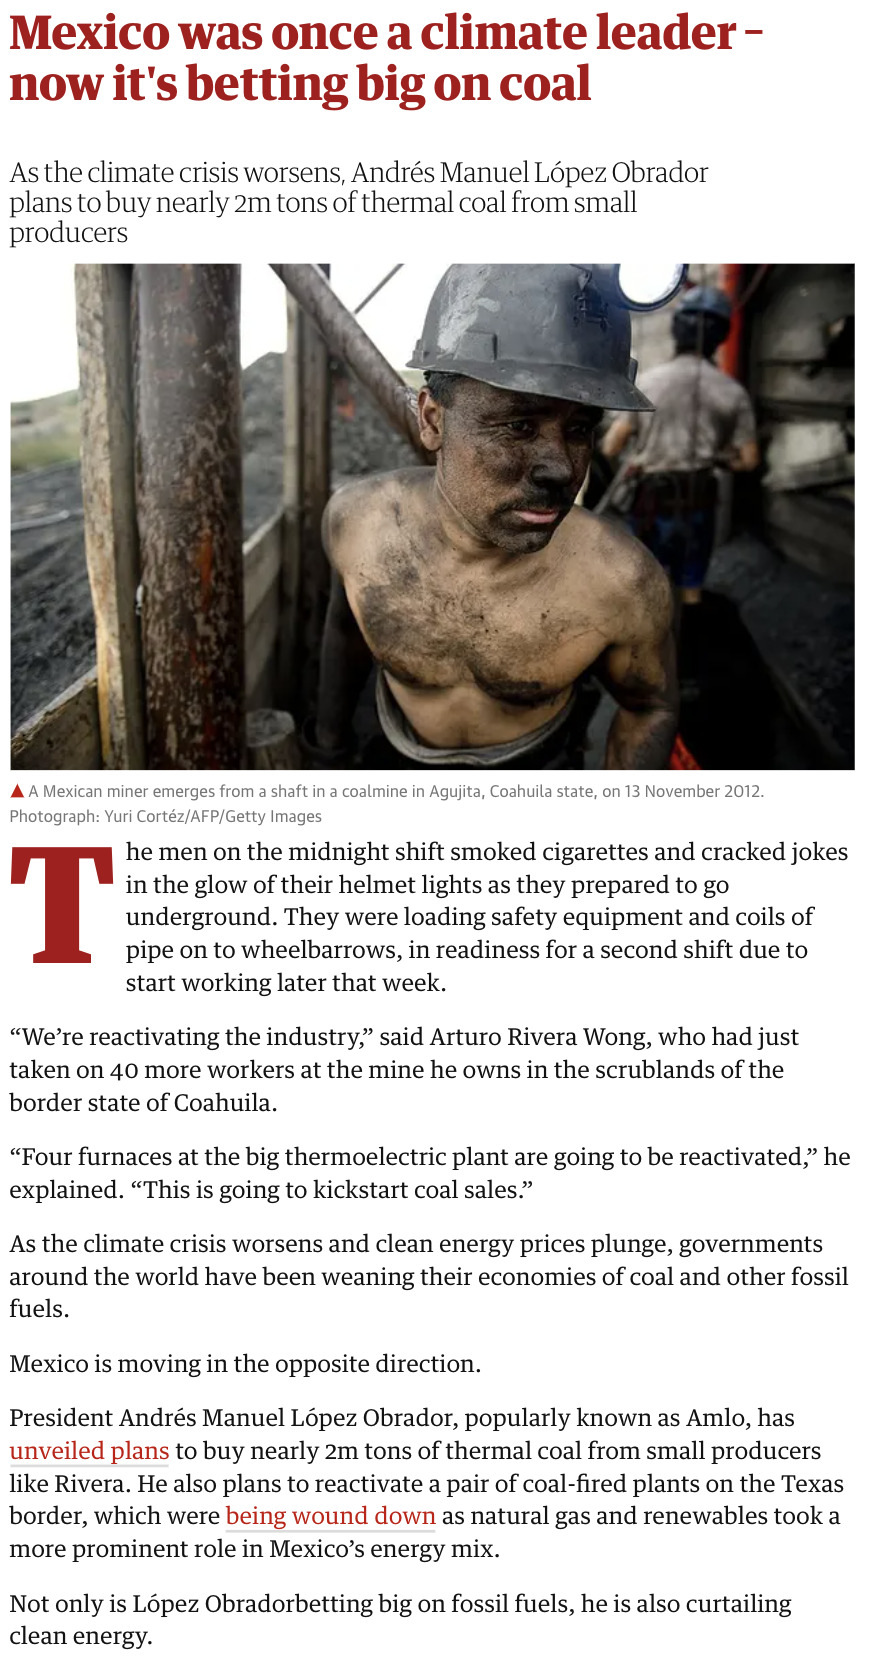 Mexico was once a climate leader –
now it's betting big on coal
As the climate crisis worsens, Andrés Manuel López Obrador
plans to buy nearly 2m tons of thermal coal from small
producers
▲ A Mexican miner emerges from a shaft in a coalmine in Agujita, Coahuila state, on 13 November 2012.
Photograph: Yuri Cortéz/AFP/Getty Images
The men on the midnight shift smoked cigarettes and cracked jokes
in the glow of their helmet lights as they prepared to go
underground. They were loading safety equipment and coils of
pipe on to wheelbarrows, in readiness for a second shift due to
start working later that week.
“We’re reactivating the industry,” said Arturo Rivera Wong, who had just
taken on 40 more workers at the mine he owns in the scrublands of the
border state of Coahuila.
“Four furnaces at the big thermoelectric plant are going to be reactivated,” he
explained. “This is going to kickstart coal sales.”
As the climate crisis worsens and clean energy prices plunge, governments
around the world have been weaning their economies of coal and other fossil
fuels.
Mexico is moving in the opposite direction.
President Andrés Manuel López Obrador, popularly known as Amlo, has
unveiled plans to buy nearly 2m tons of thermal coal from small producers
like Rivera. He also plans to reactivate a pair of coal-fired plants on the Texas
border, which were being wound down as natural gas and renewables took a
more prominent role in Mexico’s energy mix.
Not only is López Obradorbetting big on fossil fuels, he is also curtailing
clean energy.